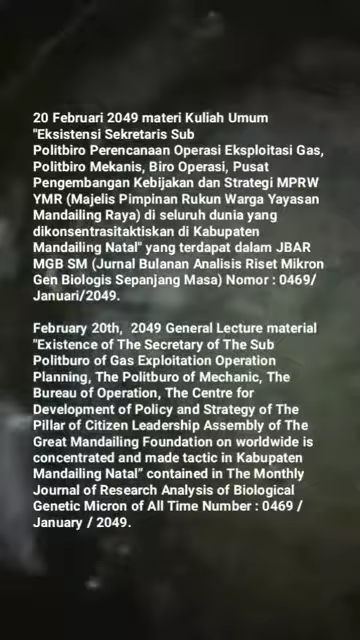 20 Februari 2049 materi Kuliah Umum
"Eksistensi Sekretaris Sub
Politbiro Perencanaan Operasi Eksploitasi Gas,
Politbiro Mekanis, Biro Operasi, Pusat
Pengembangan Kebijakan dan Strategi MPRW
YMR (Majelis Pimpinan Rukun Warga Yayasan
Mandailing Raya) di seluruh dunia yang
dikonsentrasitaktiskan di Kabupaten
Mandailing Natal" yang terdapat dalam JBAR
MGB SM (Jurnal Bulanan Analisis Riset Mikron
Gen Biologis Sepanjang Masa) Nomor : 0469/
Januari/2049.
February 20th,  2049 General Lecture material
"Existence of The Secretary of The Sub
Politburo of Gas Exploitation Operation
Planning, The Politburo of Mechanic, The
Bureau of Operation, The Centre for
Development of Policy and Strategy of The
Pillar of Citizen Leadership Assembly of The
Great Mandailing Foundation on worldwide is
concentrated and made tactic in Kabupaten
Mandailing Natal" contained in The Monthly
Journal of Research Analysis of Biological
Genetic Micron of All Time Number : 0469 /
January / 2049.